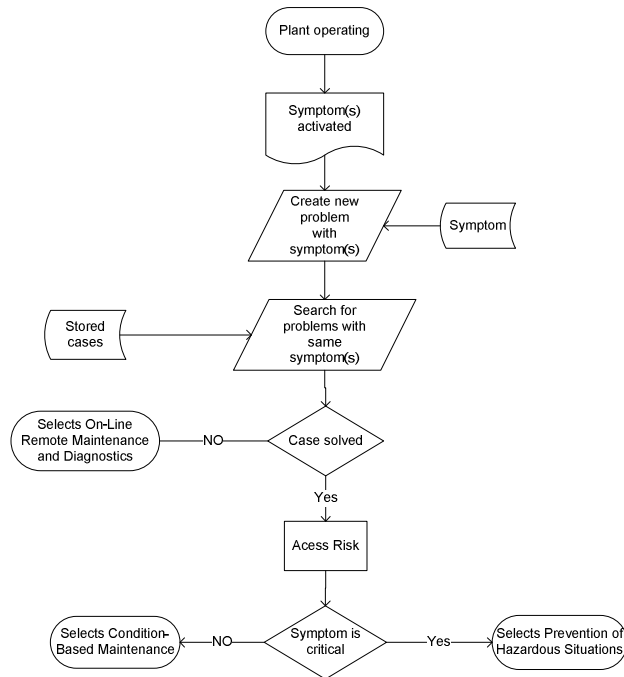 Plant operating
Symptom(s)
activated
Create new
problem
with
symptom(s)
Symptom
Search for
problems with
same
symptom(s)
Stored
cases
Selects On-Line
Remote Maintenance
and Diagnostics
NO
Case solved
Yes
Acess Risk
Selects Condition-
Based Maintenance
NO
Symptom is
critical
Yes
Selects Prevention of
Hazardous Situations